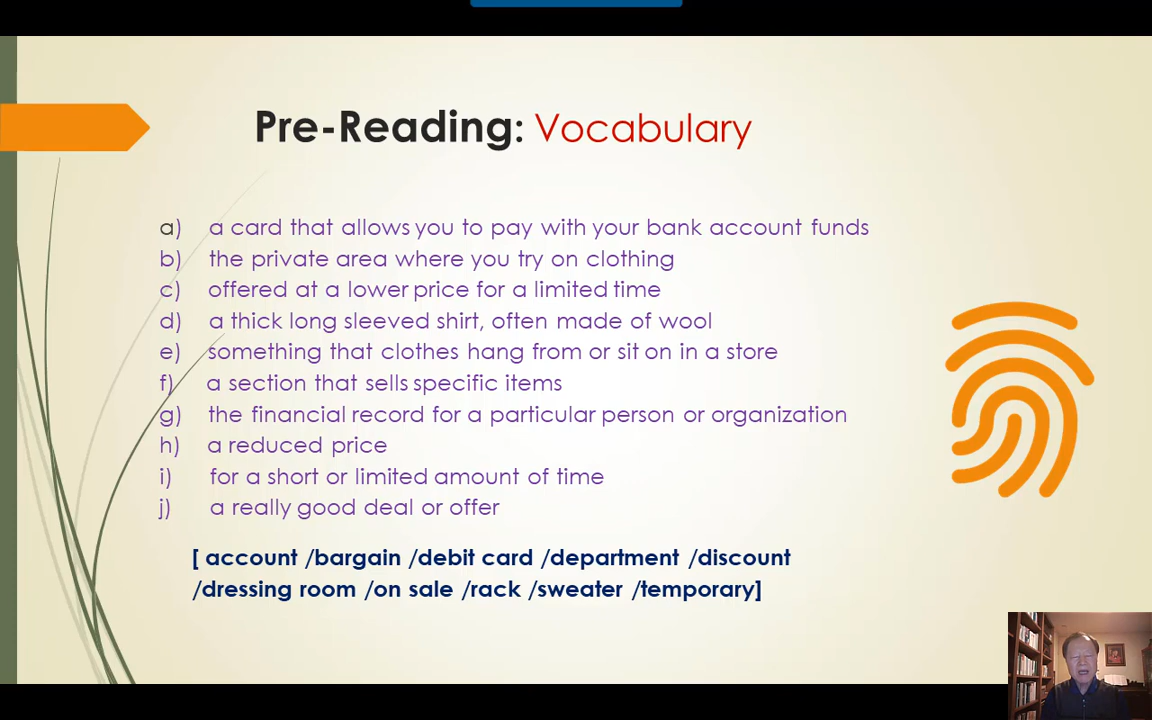 Pre-Reading: Vocabulary
a) a card that allows you to pay with your bank account funds
b) the private area where you try on clothing
c) offered at a lower price for a limited time
d) a thick long sleeved shirt, often made of wool
e) something that clothes hang from or sit on in a store
f) a section that sells specific items
g) the financial record for a particular person or organization
h) a reduced price
i) for a short or limited amount of time
j) a really good deal or offer
[ account /bargain /debit card /department /discount
/dressing room /on sale /rack /sweater /temporary]